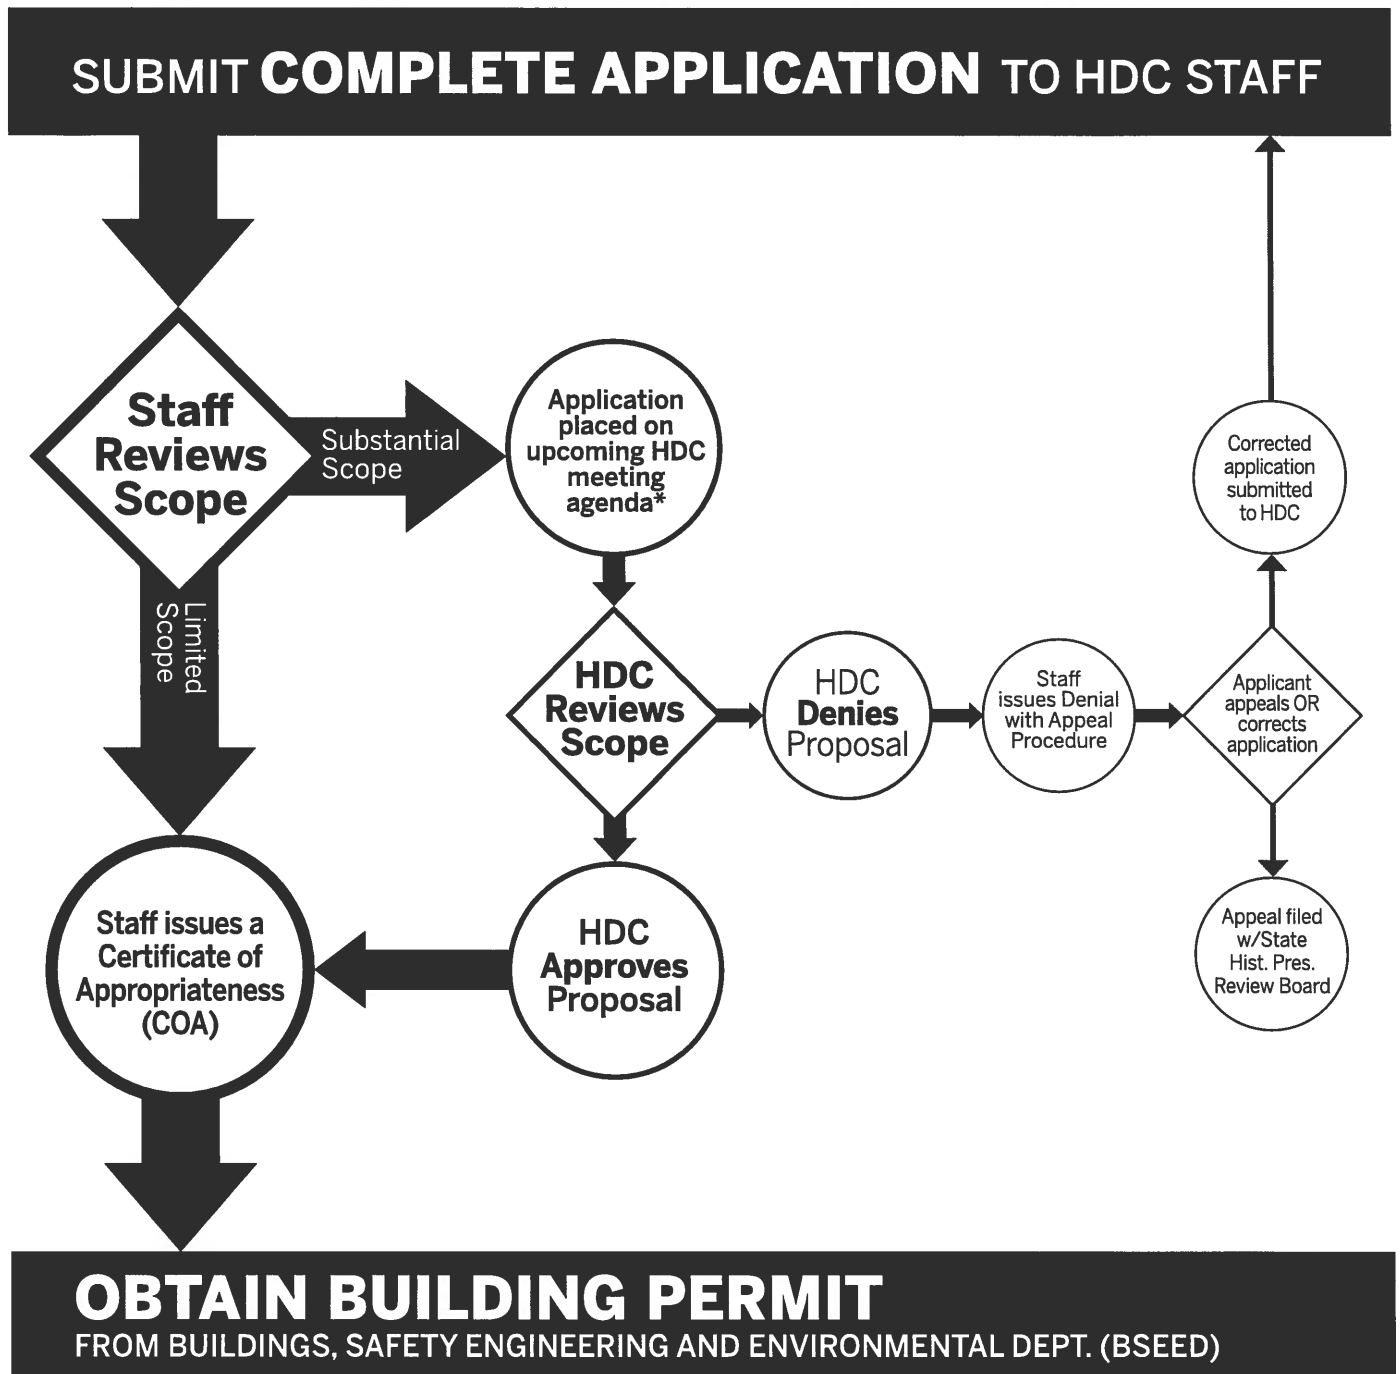 SUBMIT COMPLETE APPLICATION TO HDC STAFF
Staff
Reviews
Scope
Substantial
Scope
Application
placed on
upcoming HDC
meeting
agenda*
Limited
Scope
HDC
Reviews
Scope
HDC
Denies
Proposal
Staff
issues Denial
with Appeal
Procedure
Applicant
appeals OR
corrects
application
Corrected
application
submitted
to HDC
Appeal filed
w/State
Hist. Pres.
Review Board
HDC
Approves
Proposal
Staff issues a
Certificate of
Appropriateness
(COA)
OBTAIN BUILDING PERMIT
FROM BUILDINGS, SAFETY ENGINEERING AND ENVIRONMENTAL DEPT. (BSEED)